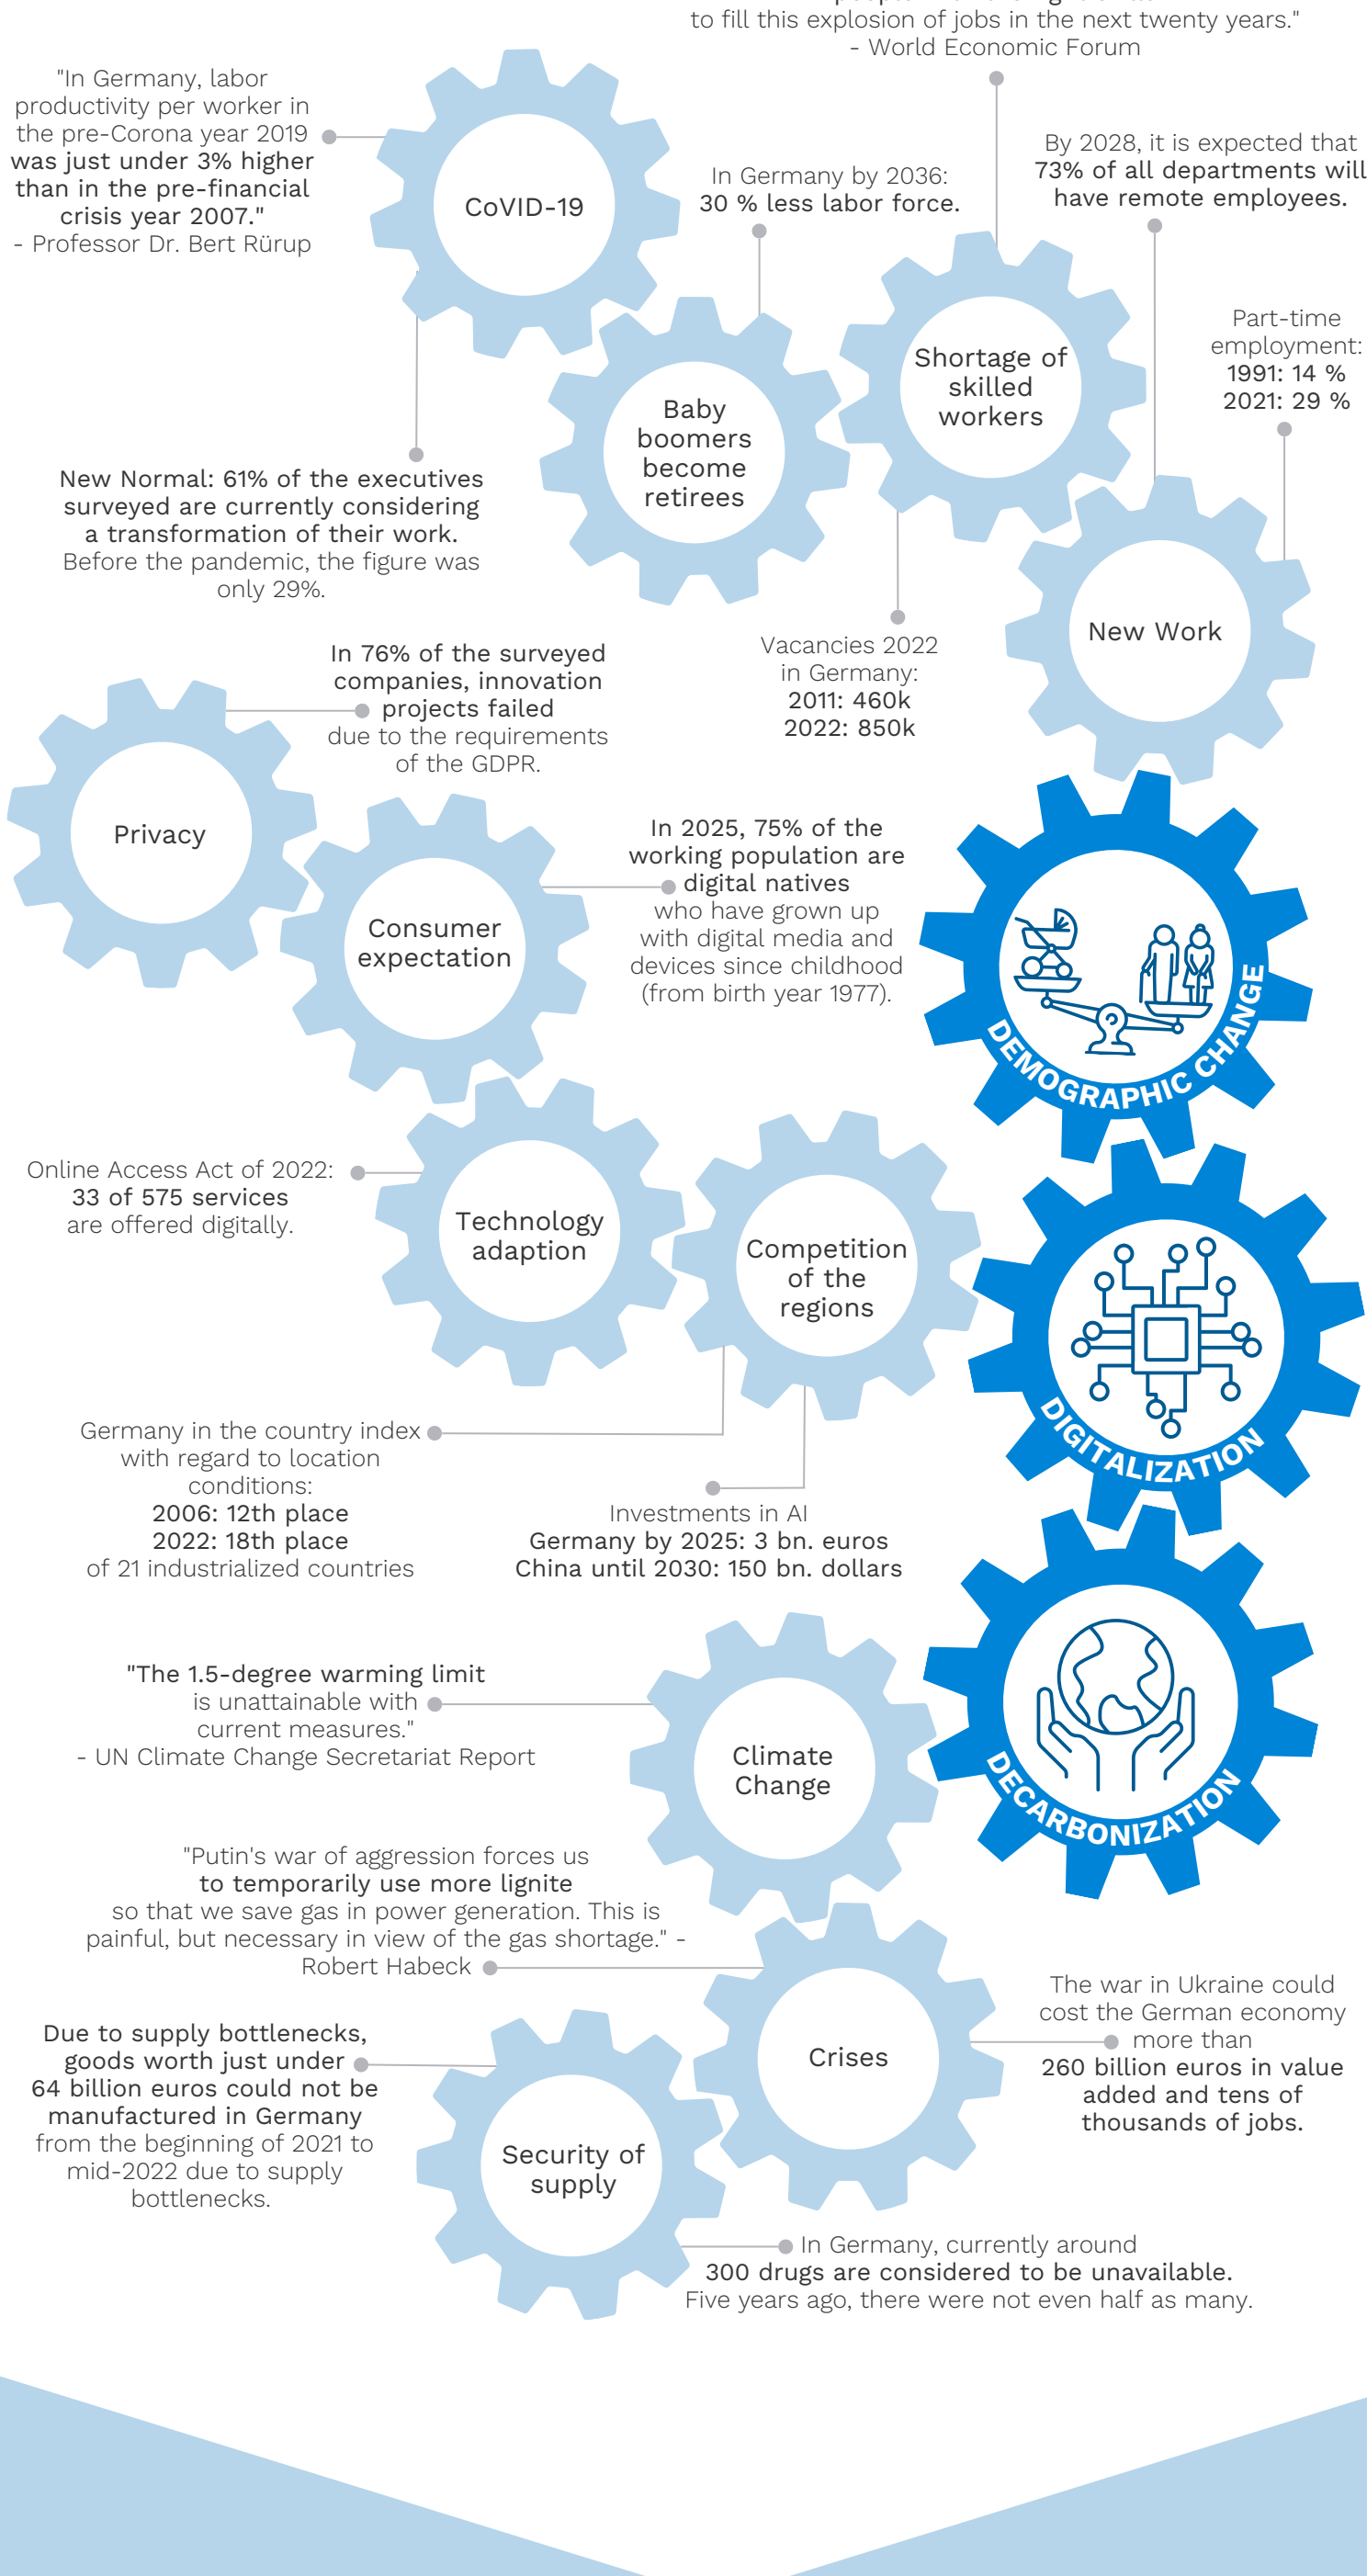 to fill this explosion of jobs in the next twenty years."
- World Economic Forum
"In Germany, labor
productivity per worker in
the pre-Corona year 2019
was just under 3% higher
than in the pre-financial
crisis year 2007."
- Professor Dr. Bert Rürup
CoVID-19
In Germany by 2036:
30 % less labor force.
By 2028, it is expected that
73% of all departments will
have remote employees.
Part-time
employment:
1991: 14 %
2021: 29 %
Shortage of
skilled
workers
Baby
boomers
become
retirees
New Normal: 61% of the executives
surveyed are currently considering
a transformation of their work.
Before the pandemic, the figure was
only 29%.
New Work
Vacancies 2022
in Germany:
2011: 460k
2022: 850k
In 76% of the surveyed
companies, innovation
projects failed
due to the requirements
of the GDPR.
Privacy
Consumer
expectation
In 2025, 75% of the
working population are
digital natives
who have grown up
with digital media and
devices since childhood
(from birth year 1977).
DEMOGRAPHIC CHANGE
Online Access Act of 2022:
33 of 575 services
are offered digitally.
Technology
adaption
Competition
of the
regions
DIGITALIZATION
Germany in the country index
with regard to location
conditions:
2006: 12th place
2022: 18th place
of 21 industrialized countries
Investments in AI
Germany by 2025: 3 bn. euros
China until 2030: 150 bn. dollars
"The 1.5-degree warming limit
is unattainable with
current measures."
- UN Climate Change Secretariat Report
Climate
Change
DECARBONIZATION
"Putin's war of aggression forces us
to temporarily use more lignite
so that we save gas in power generation. This is
painful, but necessary in view of the gas shortage." -
Robert Habeck
Crises
The war in Ukraine could
cost the German economy
more than
260 billion euros in value
added and tens of
thousands of jobs.
Due to supply bottlenecks,
goods worth just under
64 billion euros could not be
manufactured in Germany
from the beginning of 2021 to
mid-2022 due to supply
bottlenecks.
Security of
supply
In Germany, currently around
300 drugs are considered to be unavailable.
Five years ago, there were not even half as many.